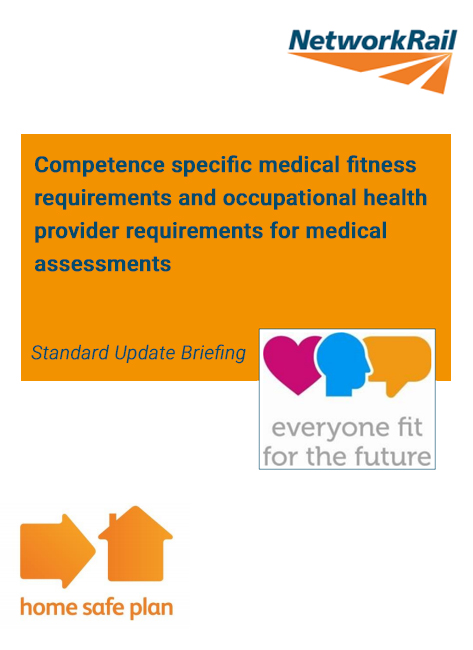 NetworkRail
Competence specific medical fitness
requirements and occupational health
provider requirements for medical
assessments
Standard Update Briefing
everyone fit
for the future
home safe plan